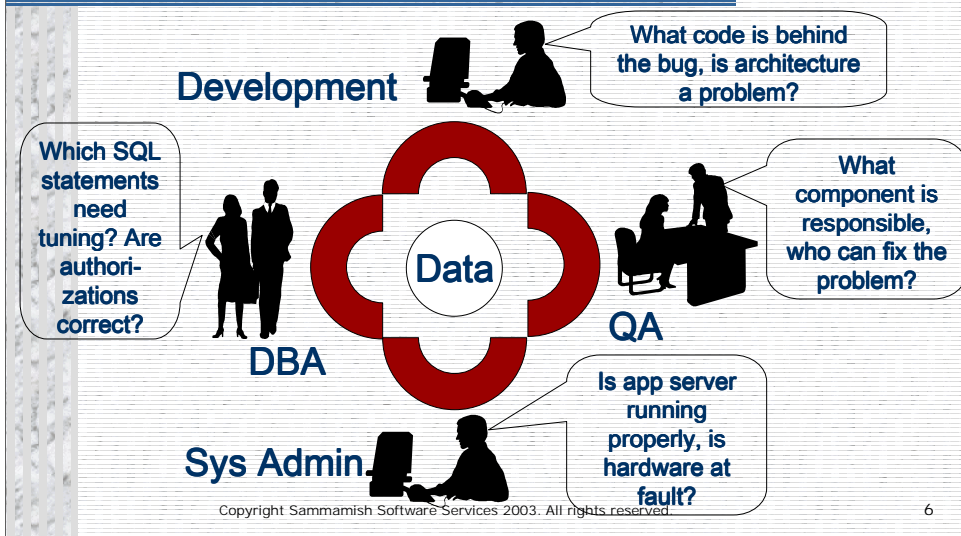 What code is behind
the bug, is architecture
a problem?
Development
Which SQL
statements
need
tuning? Are
authori-
zations
correct?
What
component is
responsible,
who can fix the
problem?
Data
QA
DBA
Is app server
running
properly, is
hardware at
fault?
Sys Admin
Copyright Sammamish Software Services 2003. All rights reserved.
6